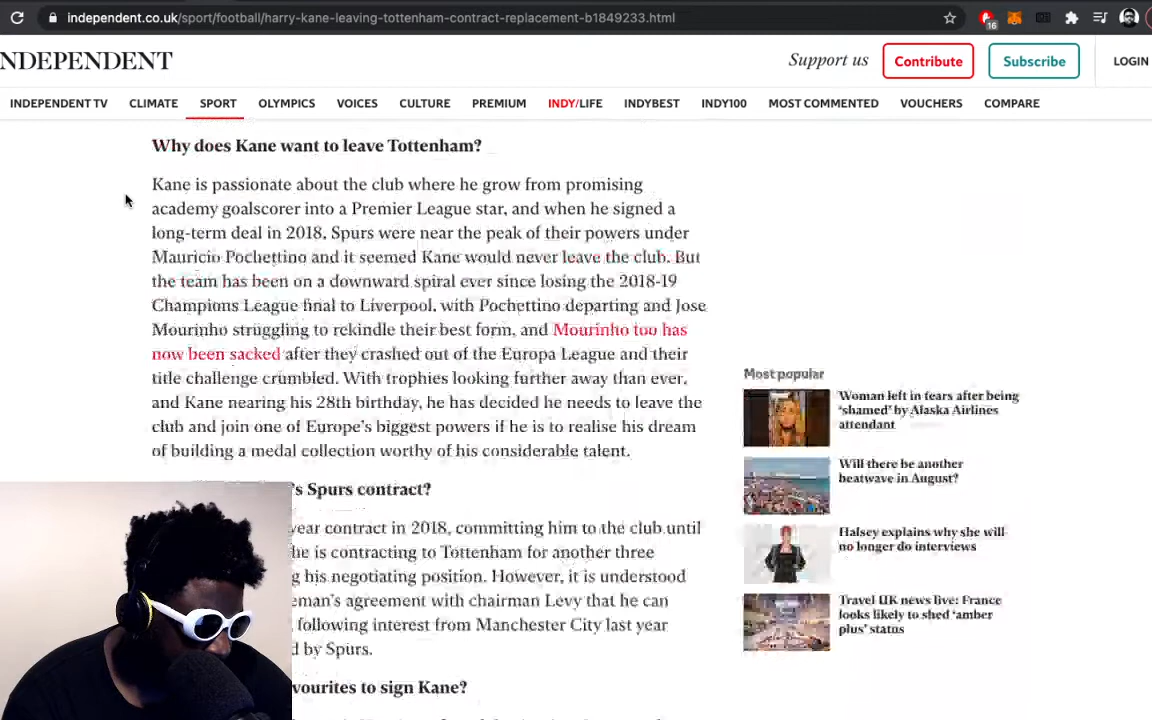 independent.co.uk/sport/football/harry-kane-leaving-tottenham-contract-replacement-b1849233.html
16
NDEPENDENT
Support us
Contribute
Subscribe
LOGIN
INDEPENDENT TV CLIMATE SPORT OLYMPICS VOICES CULTURE PREMIUM INDY/LIFE INDYBEST INDY100 MOST COMMENTED VOUCHERS COMPARE
Why does Kane want to leave Tottenham?
Kane is passionate about the club where he grow from promising
academy goalscorer into a Premier League star, and when he signed a
long-term deal in 2018, Spurs were near the peak of their powers under
Mauricio Pochettino and it seemed Kane would never leave the club. But
the team has been on a downward spiral ever since losing the 2018-19
Champions League final to Liverpool, with Pochettino departing and Jose
Mourinho struggling to rekindle their best form, and Mourinho too has
now been sacked after they crashed out of the Europa League and their
title challenge crumbled. With trophies looking further away than ever,
and Kane nearing his 28th birthday, he has decided he needs to leave the
club and join one of Europe's biggest powers if he is to realise his dream
of building a medal collection worthy of his considerable talent.
's Spurs contract?
year contract in 2018, committing him to the club until
he is contracting to Tottenham for another three
g his negotiating position. However, it is understood
eman's agreement with chairman Levy that he can
following interest from Manchester City last year
d by Spurs.
vourites to sign Kane?
Most popular
Woman left in tears after being
'shamed' by Alaska Airlines
attendant
Will there be another
heatwave in August?
Halsey explains why she will
no longer do interviews
Travel UK news live: France
looks likely to shed 'amber
plus' status